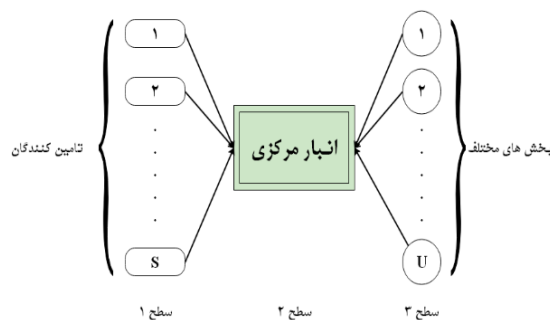 ۱
۱
۲
۲
انبار مرکزی
تامین کنندگان
بخش های مختلف
S
U
سطح ۱
سطح ۲
سطح ۳